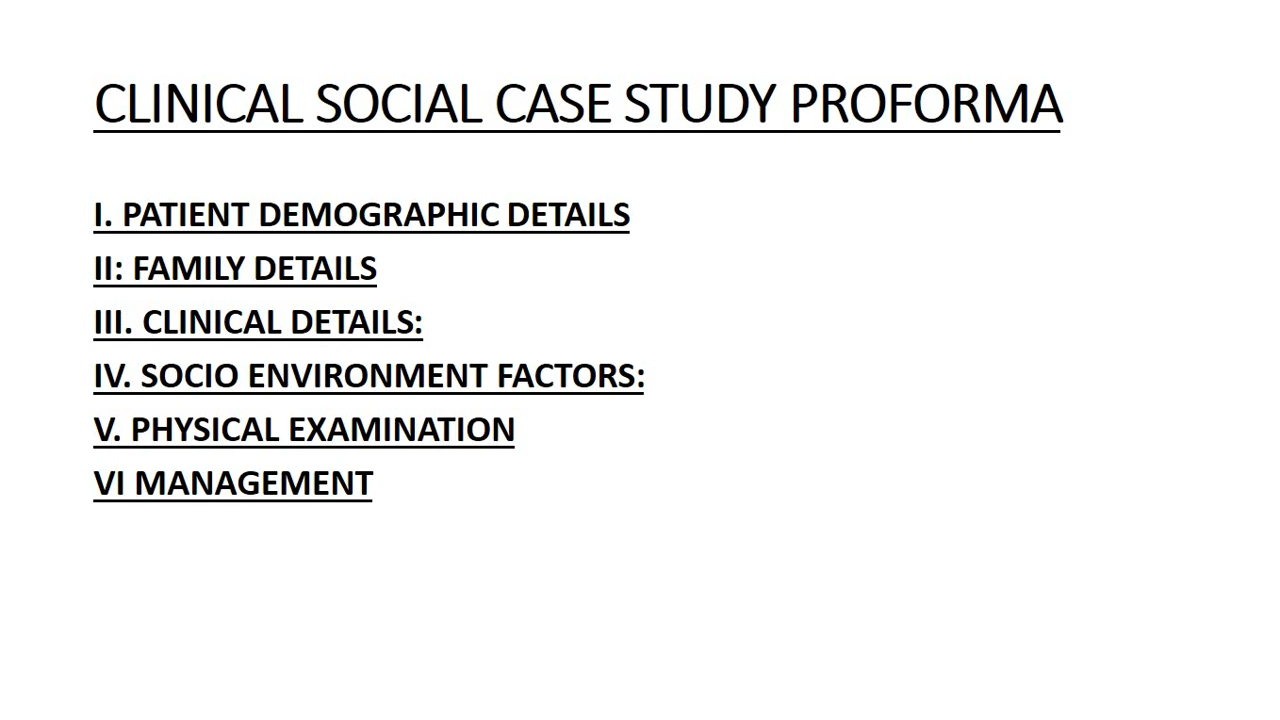 CLINICAL SOCIAL CASE STUDY PROFORMA
I. PATIENT DEMOGRAPHIC DETAILS
II: FAMILY DETAILS
III. CLINICAL DETAILS:
IV. SOCIO ENVIRONMENT FACTORS:
V. PHYSICAL EXAMINATION
VI MANAGEMENT